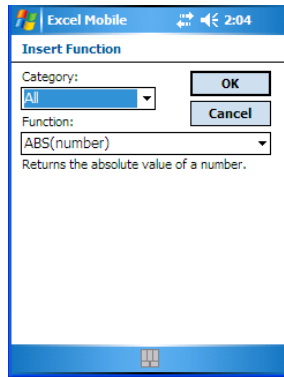 Excel Mobile 2:04
Insert Function
Category:
All
OK
Function:
Cancel
ABS(number)
Returns the absolute value of a number.